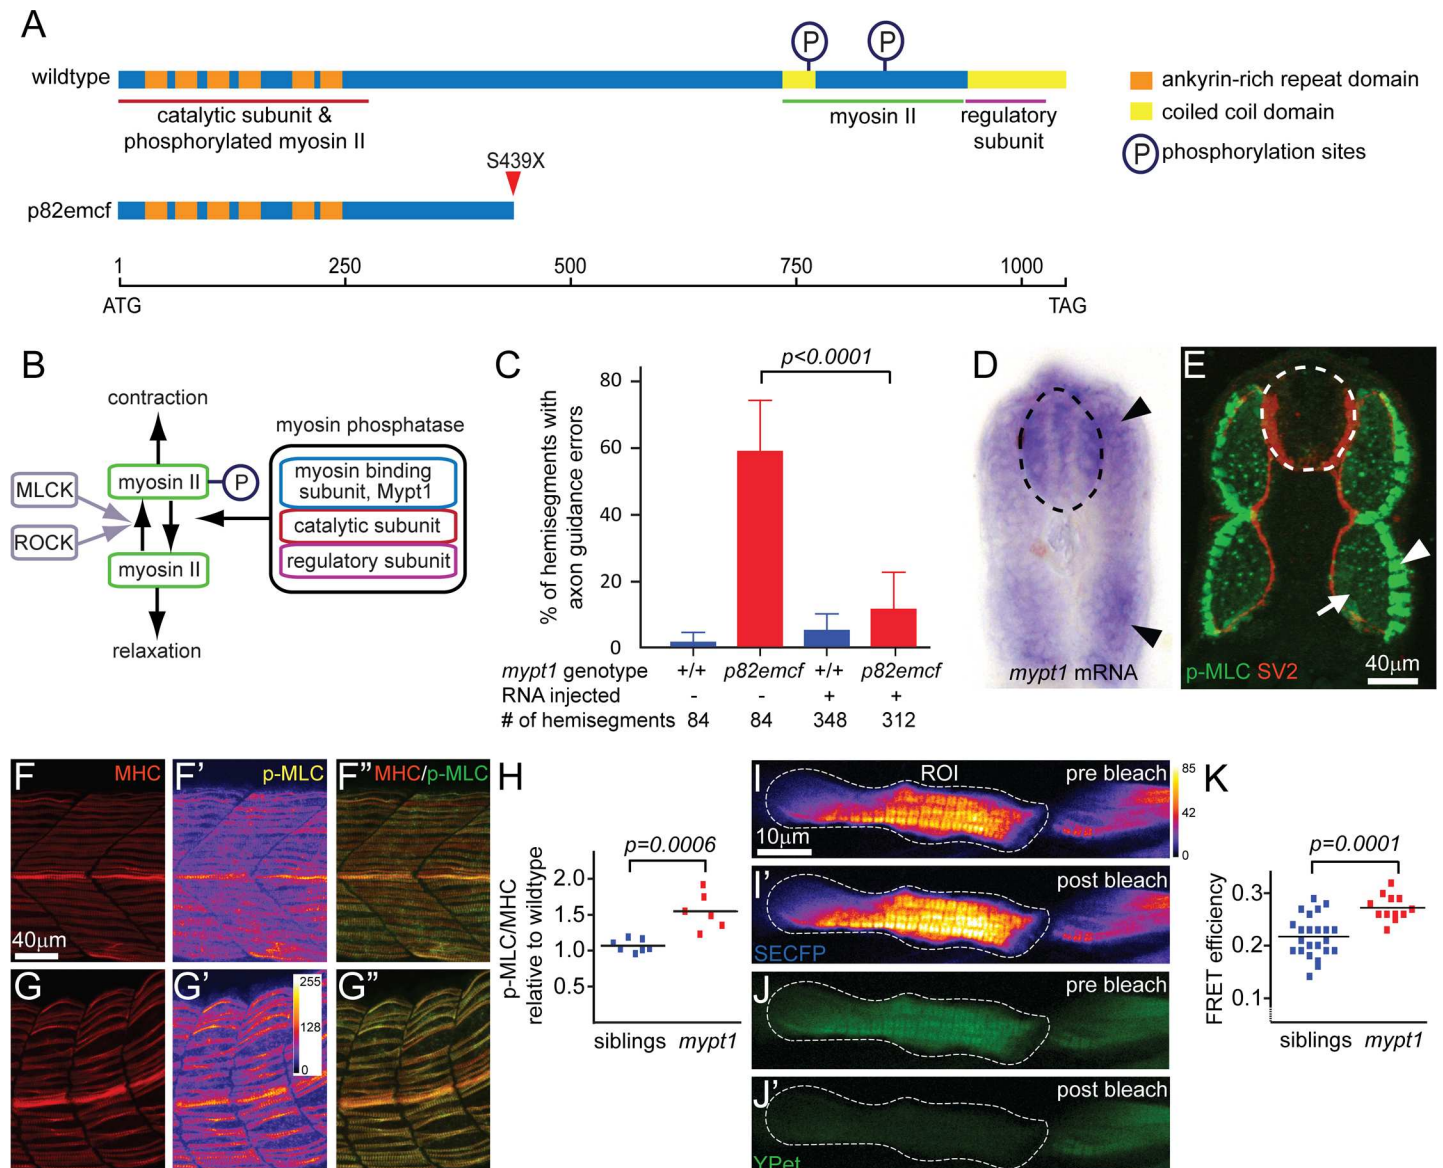 A
wildtype
P P
catalytic subunit &
phosphorylated myosin II
myosin II
regulatory
subunit
ankyrin-rich repeat domain
coiled coil domain
P phosphorylation sites
S439X
p82emcf
1 250 500 750 1000
ATG TAG
B
contraction
myosin II P
MLCK
ROCK
myosin II
relaxation
myosin phosphatase
myosin binding
subunit, Mypt1
catalytic subunit
regulatory subunit
C
p<0.0001
% of hemisegments with
axon guidance errors
80
60
40
20
0
mypt1 genotype +/+ p82emcf +/+ p82emcf
RNA injected - - + +
# of hemisegments 84 84 348 312
D
mypt1 mRNA
E
p-MLC SV2
40µm
F MHC
40µm
F' p-MLC
F" MHC/p-MLC
G
G'
255
128
0
G"
H
p-MLC/MHC
relative to wildtype
p=0.0006
2.0
1.5
1.0
0.5
siblings mypt1
I ROI pre bleach
10µm
85
42
0
I' post bleach
SECFP
J pre bleach
J' post bleach
YPet
K
FRET efficiency
p=0.0001
0.3
0.2
0.1
siblings mypt1